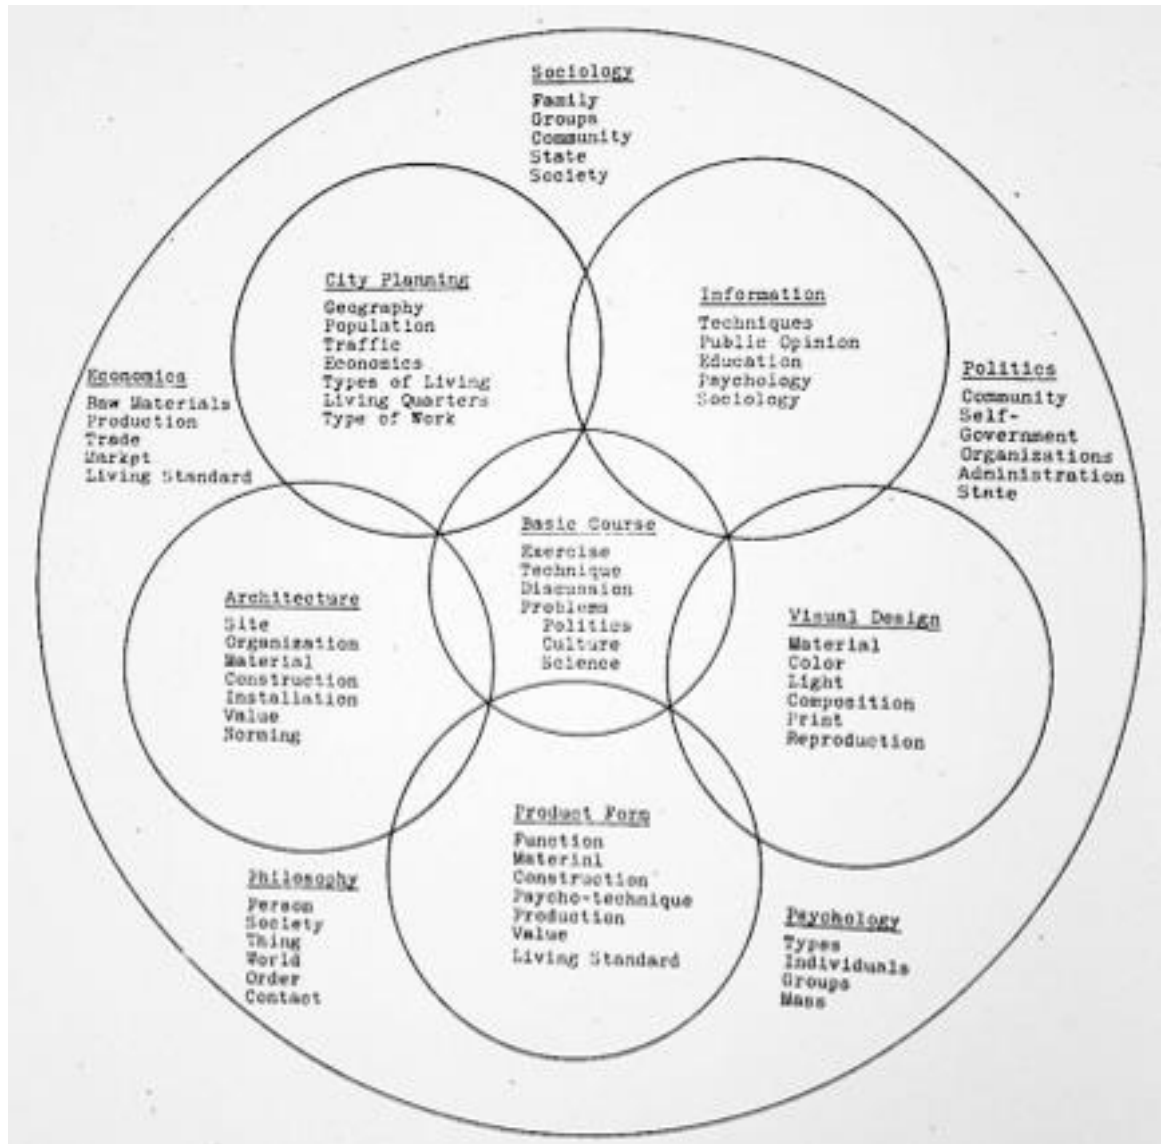 Sociology
Family
Groups
Community
State
Society
City Planning
Geography
Population
Traffic
Economics
Types of Living
Living Quarters
Type of Work
Information
Techniques
Public Opinion
Education
Psychology
Sociology
Economics
Raw Materials
Production
Trade
Market
Living Standard
Politics
Community
Self-
Government
Organizations
Administration
State
Basic Course
Exercise
Technique
Discussion
Problems
Politics
Culture
Science
Architecture
Site
Organization
Material
Construction
Installation
Value
Norming
Visual Design
Material
Color
Light
Composition
Print
Reproduction
Product Form
Function
Material
Construction
Psycho-technique
Production
Value
Living Standard
Philosophy
Person
Society
Thing
World
Order
Contact
Psychology
Types
Individuals
Groups
Mass